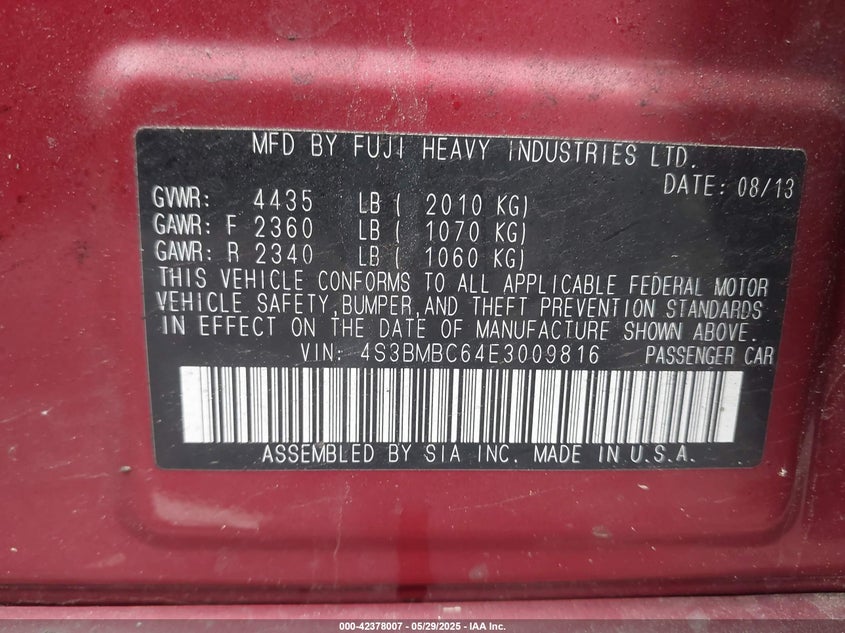 MFD BY FUJI HEAVY INDUSTRIES LTD.
DATE: 08/13
GVWR: 4435 LB ( 2010 KG)
GAWR: F 2360 LB ( 1070 KG)
GAWR: R 2340 LB ( 1060 KG)
THIS VEHICLE CONFORMS TO ALL APPLICABLE FEDERAL MOTOR
VEHICLE SAFETY,BUMPER,AND THEFT PREVENTION STANDARDS
IN EFFECT ON THE DATE OF MANUFACTURE SHOWN ABOVE.
VIN: 4S3BMBC64E3009816 PASSENGER CAR
ASSEMBLED BY SIA INC. MADE IN U.S.A.
000-42378007 - 05/29/2025 - IAA Inc.